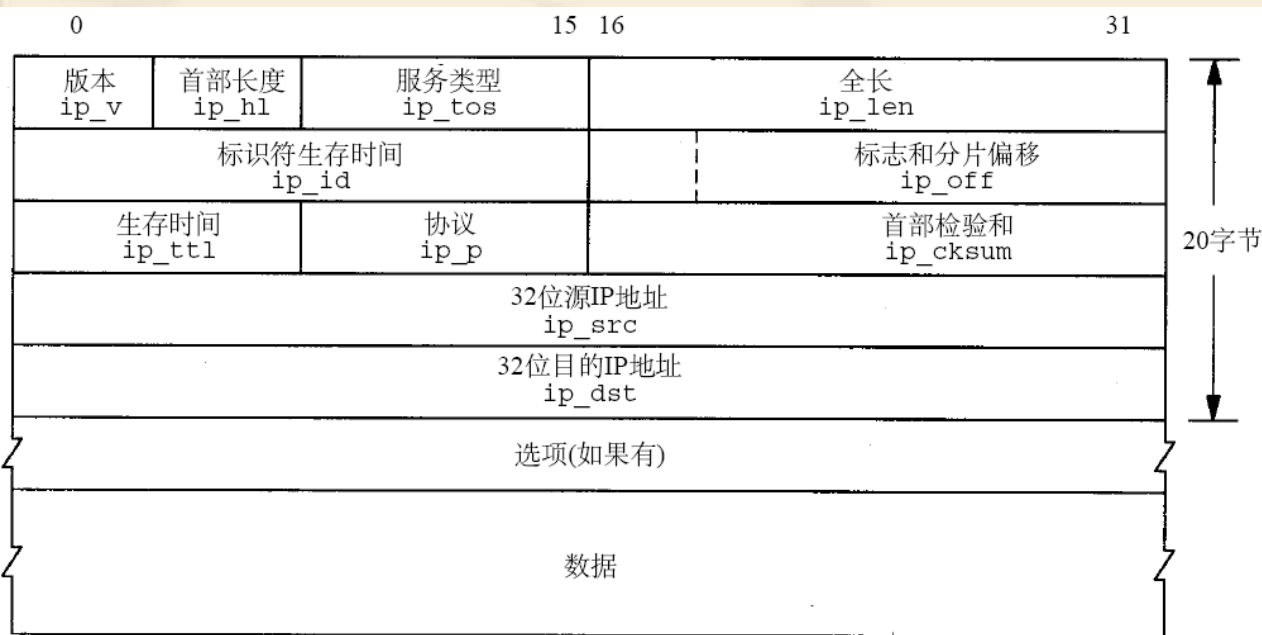 0 15 16 31
版本 首部长度 服务类型 全长
ip_v ip_hl ip_tos ip_len
标识符生存时间 标志和分片偏移
ip_id ip_off
生存时间 协议 首部检验和
ip_ttl ip_p ip_cksum
20字节
32位源IP地址
ip_src
32位目的IP地址
ip_dst
选项(如果有)
数据